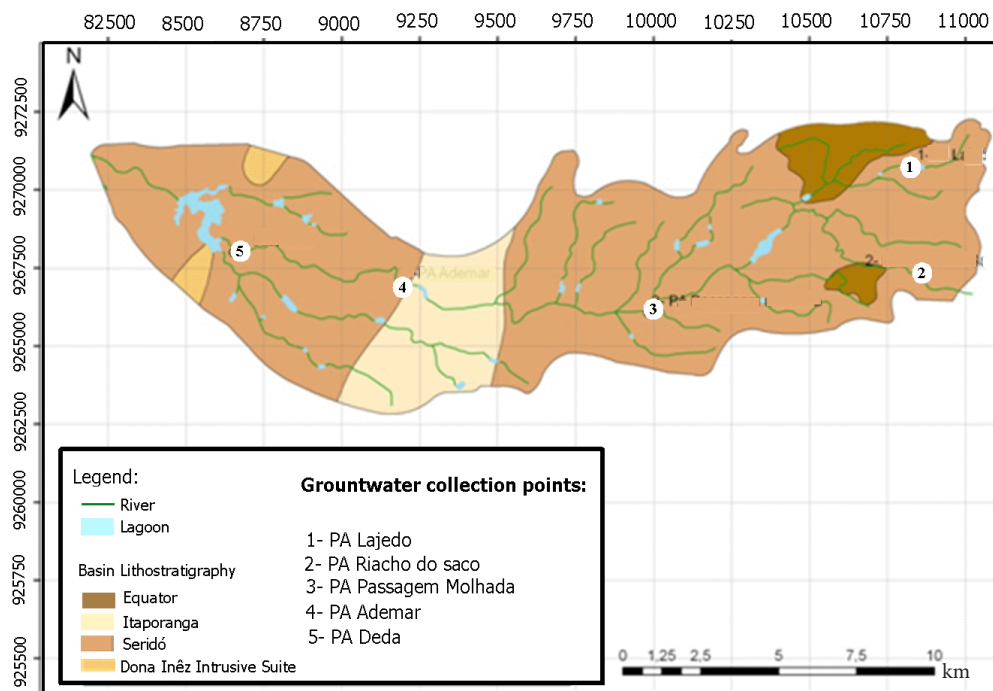 82500 8500 8750 9000 9250 9500 9750 10000 10250 10500 10750 11000
N
9272500
9270000
9267500
9265000
9262500
9260000
925750
925500
1
1-
5
PA Ademar
4
2-
2
3
Legend:
River
Lagoon
Basin Lithostratigraphy
Equator
Itaporanga
Seridó
Dona Inêz Intrusive Suite
Grountwater collection points:
1- PA Lajedo
2- PA Riacho do saco
3- PA Passagem Molhada
4- PA Ademar
5- PA Deda
0 1,25 2,5 5 7,5 10
km